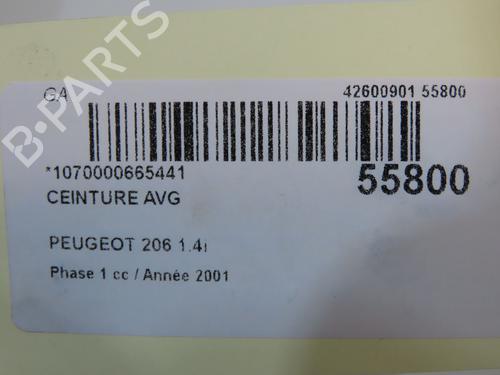 GA 42600901 55800
B-PARTS
*1070000665441 55800
CEINTURE AVG
PEUGEOT 206 1.4i
Phase 1 cc / Année 2001